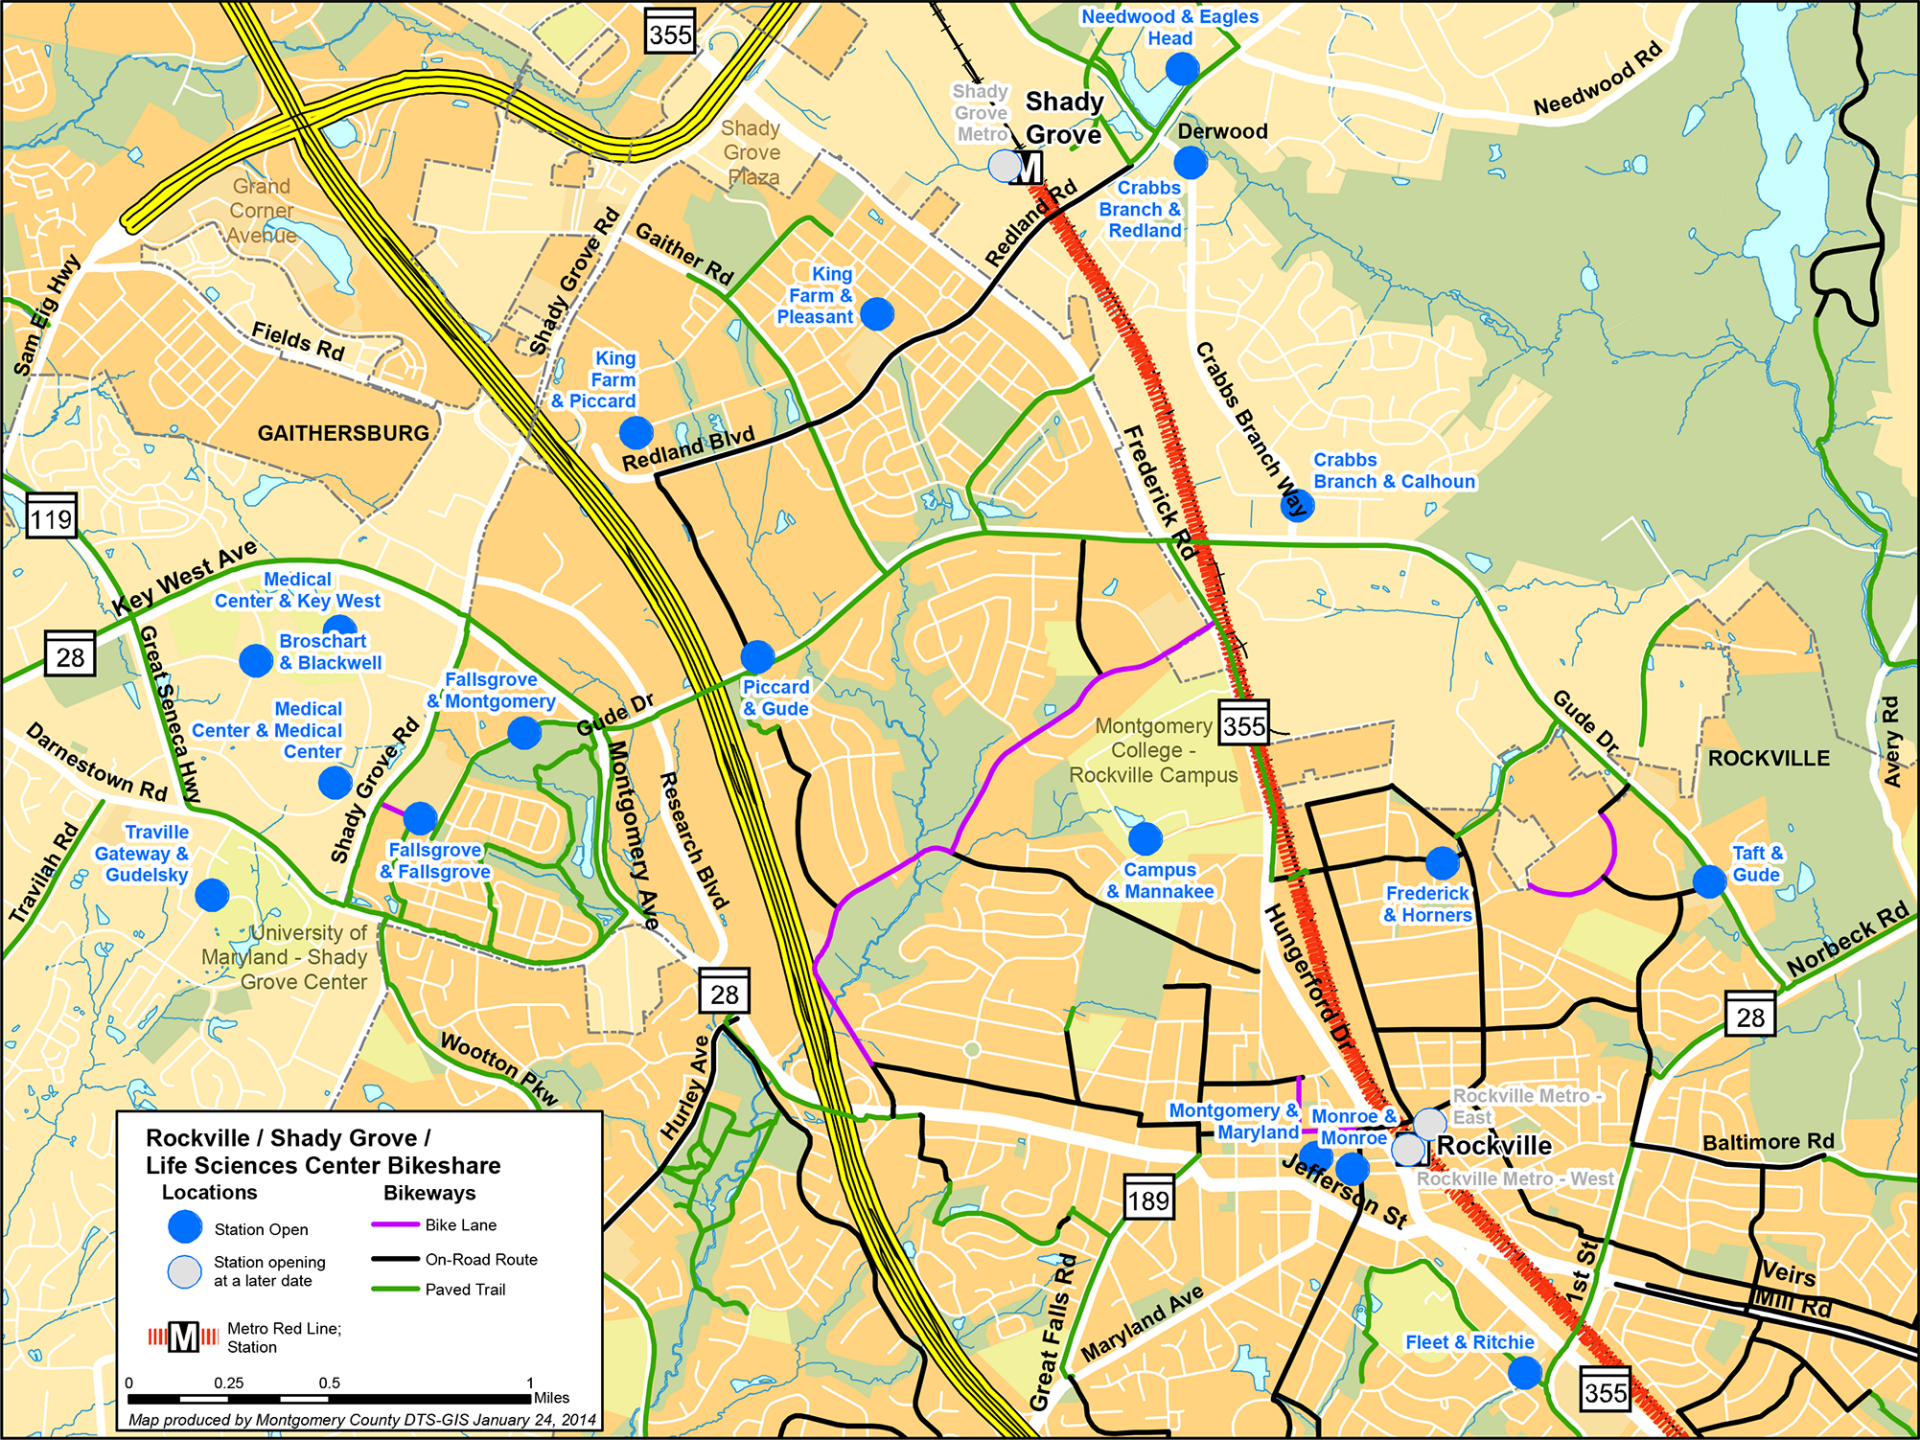 355
Needwood & Eagles
Head
Needwood Rd
Shady
Grove
Metro
Shady
Grove
Derwood
Shady
Grove
Plaza
Grand
Corner
Avenue
Crabbs
Branch &
Redland
Redland Rd
Gaither Rd
Shady Grove Rd
Sam Eig Hwy
Fields Rd
King
Farm &
Pleasant
King
Farm
& Piccard
Redland Blvd
GAITHERSBURG
Crabbs Branch Way
Frederick Rd
Crabbs
Branch & Calhoun
119
Key West Ave
Medical
Center & Key West
Broschart
& Blackwell
28
Great Seneca Hwy
Fallsgrove
& Montgomery
Medical
Center & Medical
Center
Gude Dr
Piccard
& Gude
Montgomery
College -
Rockville Campus
355
Gude Dr
ROCKVILLE
Avery Rd
Darnestown Rd
Shady Grove Rd
Montgomery Ave
Research Blvd
Travilah Rd
Traville
Gateway &
Gudelsky
Fallsgrove
& Fallsgrove
Campus
& Mannakee
Frederick
& Horners
Taft &
Gude
Norbeck Rd
University of
Maryland - Shady
Grove Center
Hungerford Dr
28
28
Wootton Pkw
Hurley Ave
Montgomery &
Maryland
Monroe &
Monroe
Rockville Metro -
East
Rockville
Rockville Metro - West
Baltimore Rd
Jefferson St
189
Great Falls Rd
Maryland Ave
1st St
Veirs
Mill Rd
Fleet & Ritchie
355
Rockville / Shady Grove /
Life Sciences Center Bikeshare
Locations
Station Open
Station opening
at a later date
Bikeways
Bike Lane
On-Road Route
Paved Trail
M
Metro Red Line;
Station
0 0.25 0.5 1
Miles
Map produced by Montgomery County DTS-GIS January 24, 2014
M